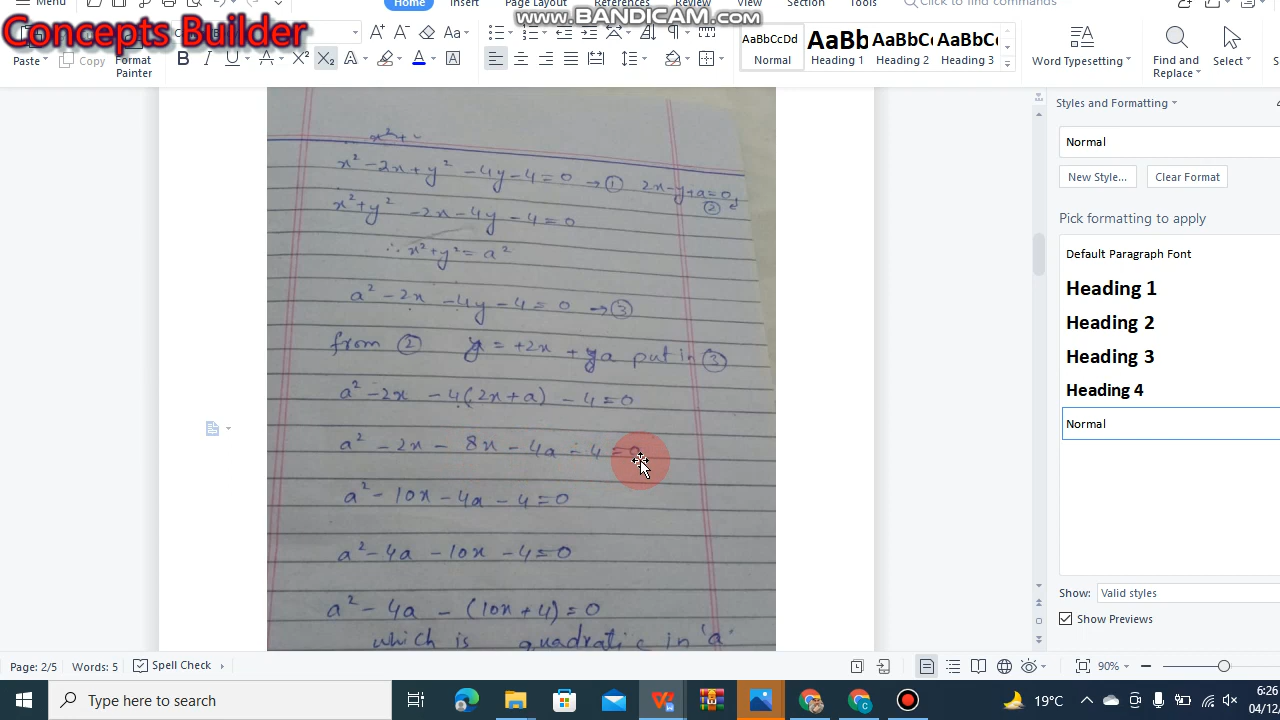 Menu
Home
Insert
Page Layout
References
Review
View
Section
Tools
Click to find commands
WWW.BANDICAM.COM
Concepts Builder
Paste
Copy
Format Painter
AaBbCcDd
Normal
AaBb
Heading 1
AaBbC
Heading 2
AaBbC
Heading 3
Word Typesetting
Find and Replace
Select
x² +
x² - 2x + y² - 4y - 4 = 0 → ① 2x - y + a = 0,
②
x² + y² - 2x - 4y - 4 = 0
∴ x² + y² = a²
a² - 2x - 4y - 4 = 0 → ③
from ② y = +2x + a put in ③
a² - 2x - 4(2x + a) - 4 = 0
a² - 2x - 8x - 4a - 4 = 0
a² - 10x - 4a - 4 = 0
a² - 4a - 10x - 4 = 0
a² - 4a - (10x + 4) = 0
which is quadratic in 'a'
Styles and Formatting
Normal
New Style...
Clear Format
Pick formatting to apply
Default Paragraph Font
Heading 1
Heading 2
Heading 3
Heading 4
Normal
Show: Valid styles
Show Previews
Page: 2/5
Words: 5
Spell Check
90%
Type here to search
19°C
6:26
04/12/